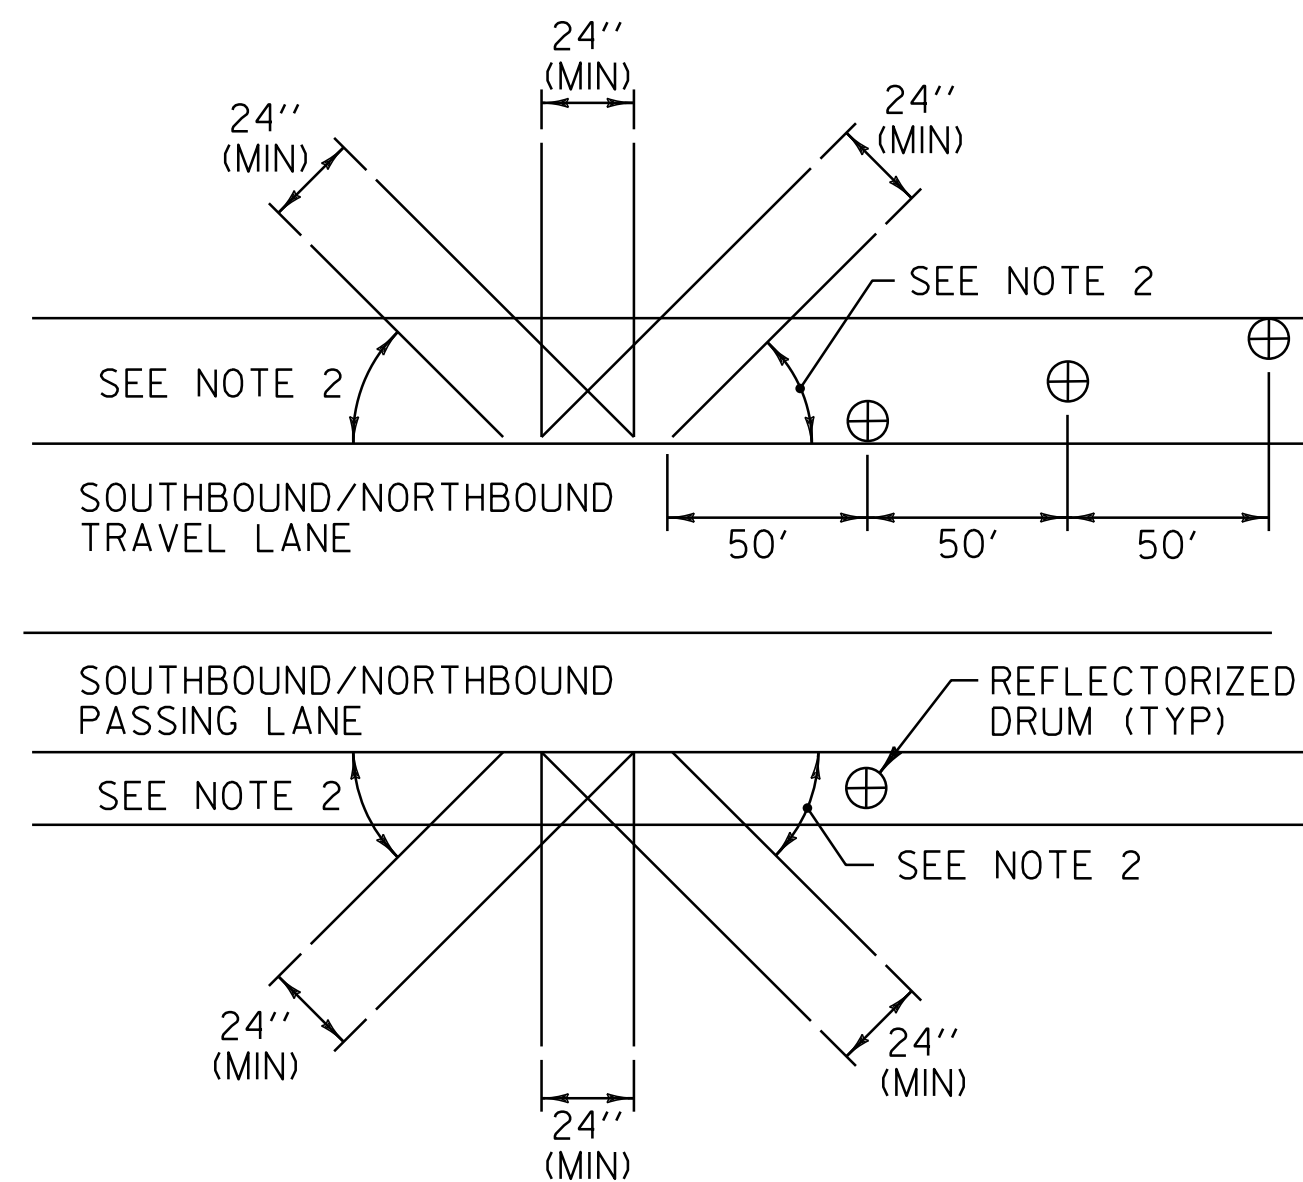 24''
(MIN)
24''
(MIN)
24''
(MIN)
SEE NOTE 2
SEE NOTE 2
SOUTHBOUND/NORTHBOUND
TRAVEL LANE
50'
50'
50'
SOUTHBOUND/NORTHBOUND
PASSING LANE
REFLECTORIZED
DRUM (TYP)
SEE NOTE 2
SEE NOTE 2
24''
(MIN)
24''
(MIN)
24''
(MIN)